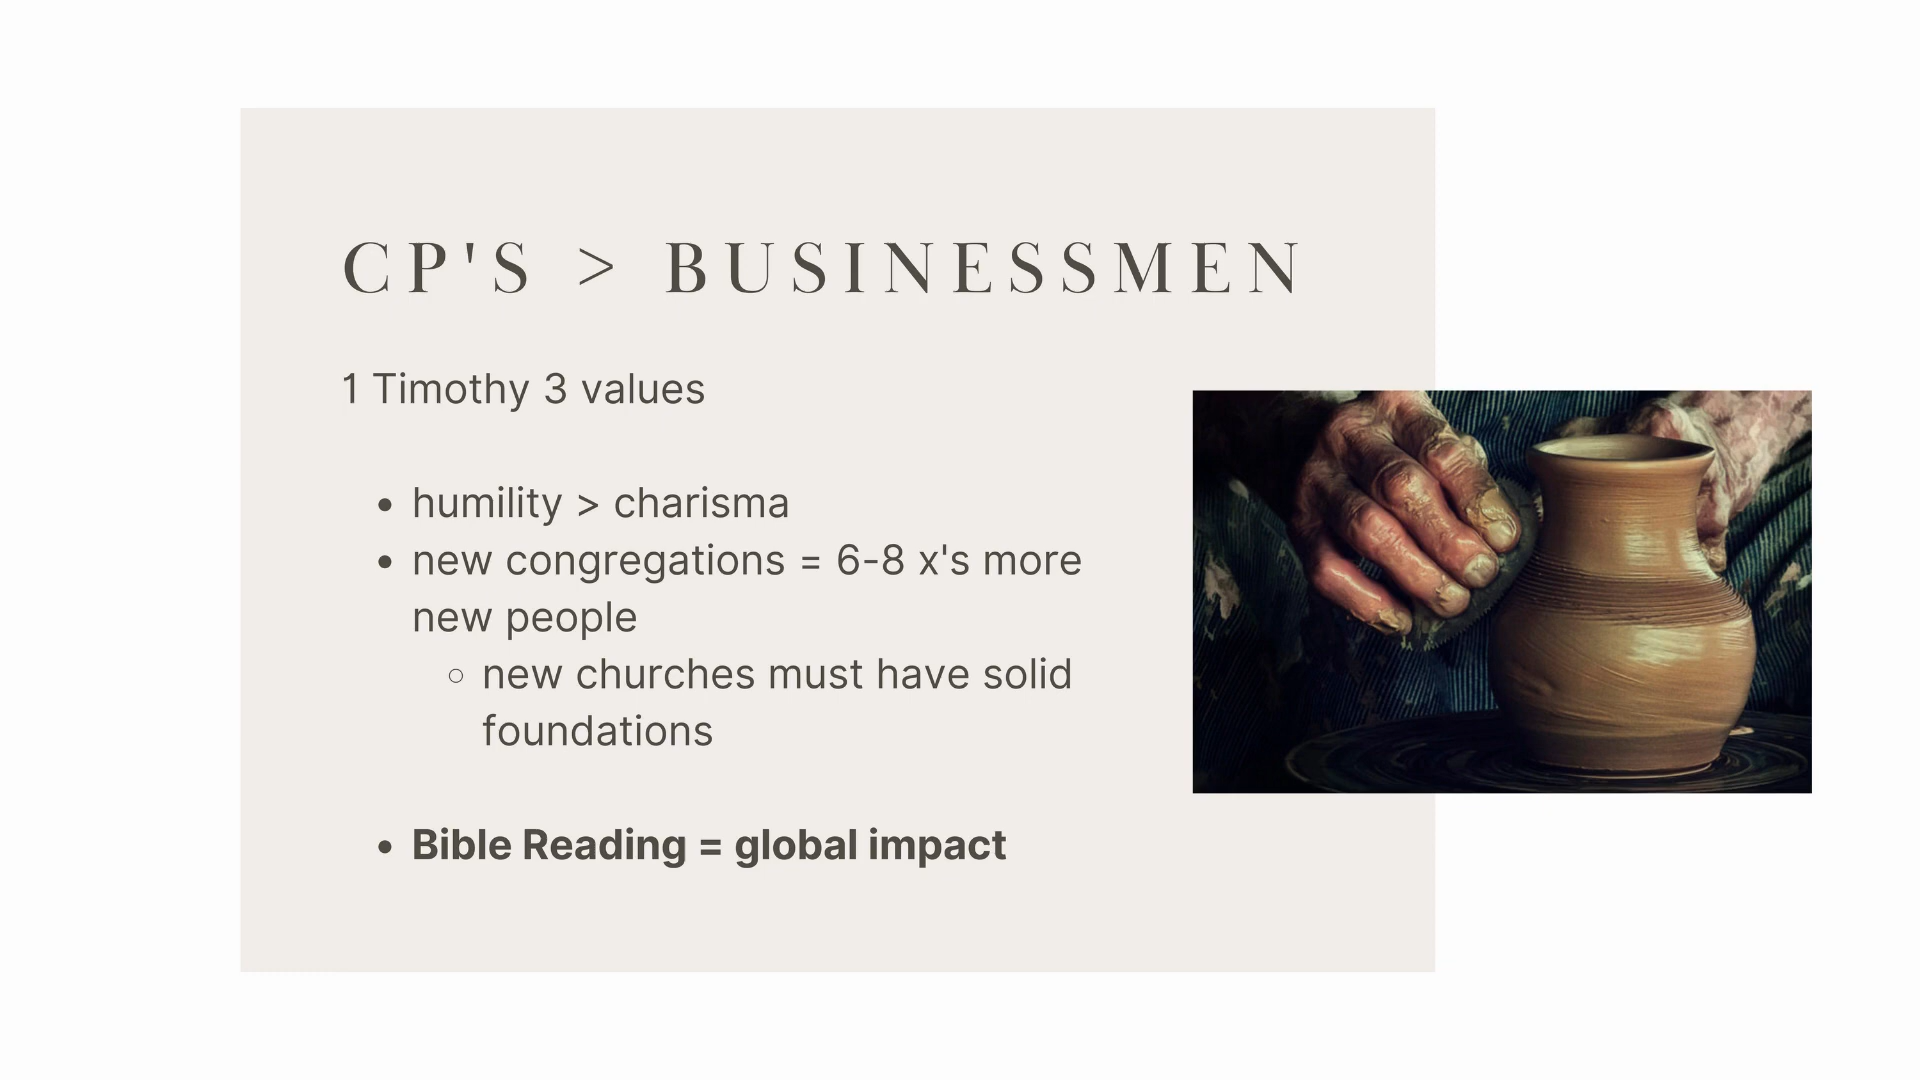 CP'S > BUSINESSMEN
1 Timothy 3 values
• humility > charisma
• new congregations = 6-8 x's more
new people
◦ new churches must have solid
foundations
• Bible Reading = global impact